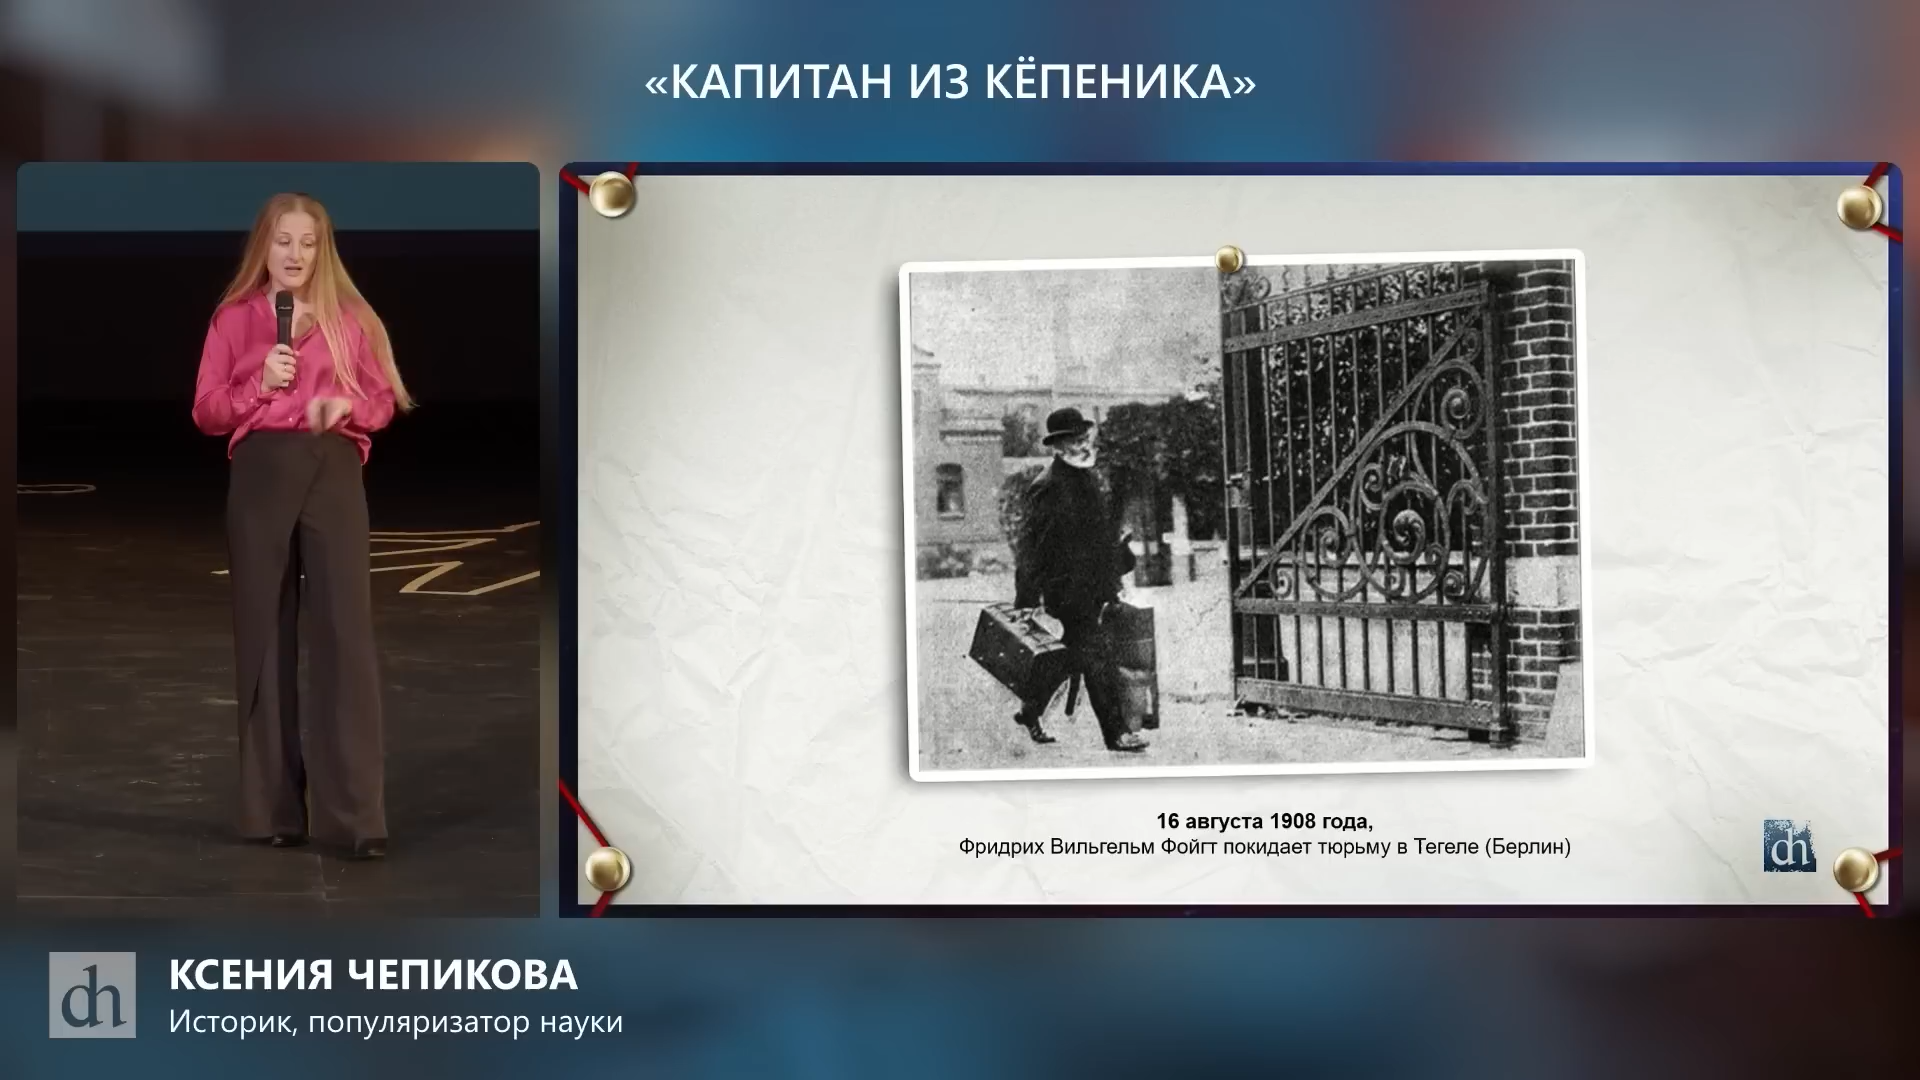 «КАПИТАН ИЗ КЁПЕНИКА»
16 августа 1908 года,
Фридрих Вильгельм Фойгт покидает тюрьму в Тегеле (Берлин)
dh
dh
КСЕНИЯ ЧЕПИКОВА
Историк, популяризатор науки